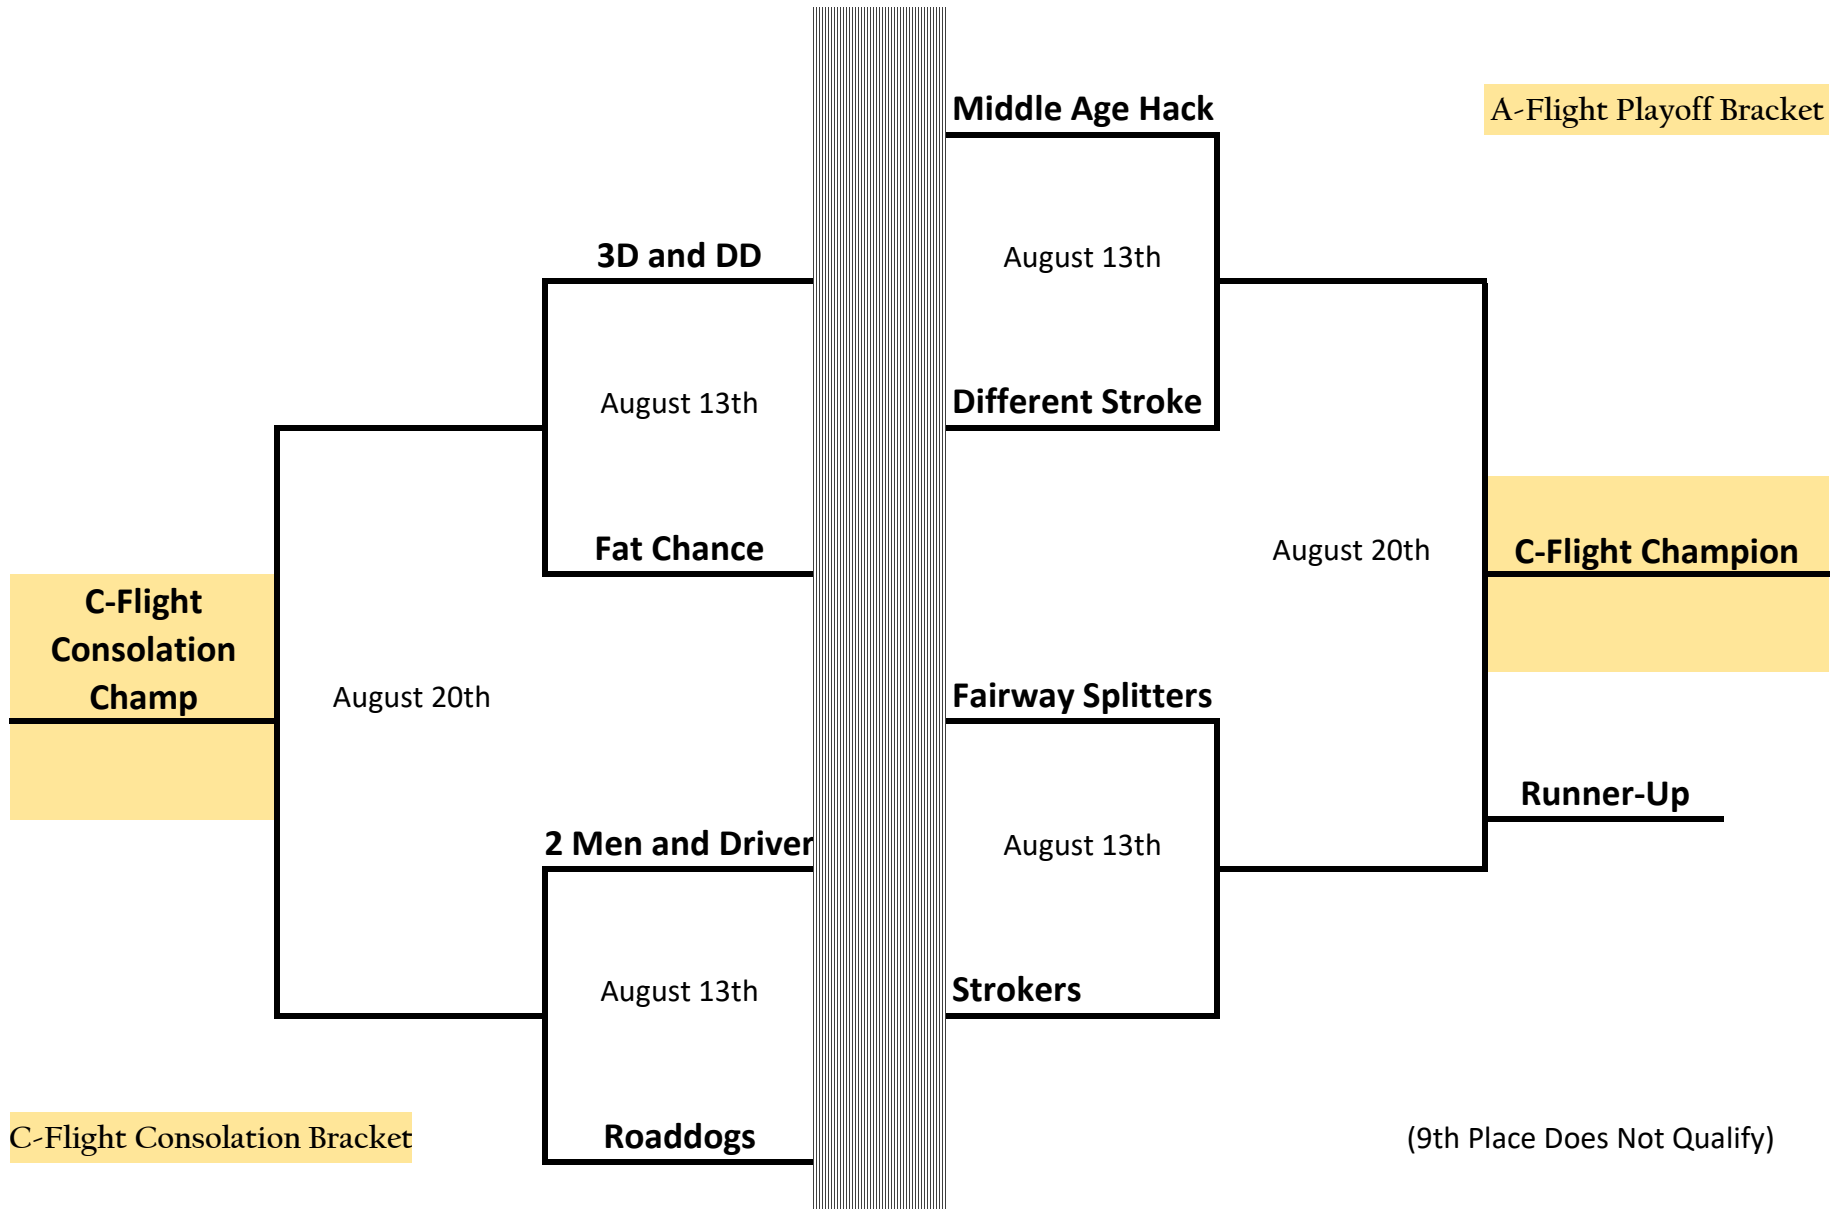 Middle Age Hack
A-Flight Playoff Bracket
3D and DD
August 13th
August 13th
Different Stroke
Fat Chance
August 20th
C-Flight Champion
C-Flight
Consolation
Champ
August 20th
Fairway Splitters
Runner-Up
2 Men and Driver
August 13th
August 13th
Strokers
C-Flight Consolation Bracket
Roaddogs
(9th Place Does Not Qualify)